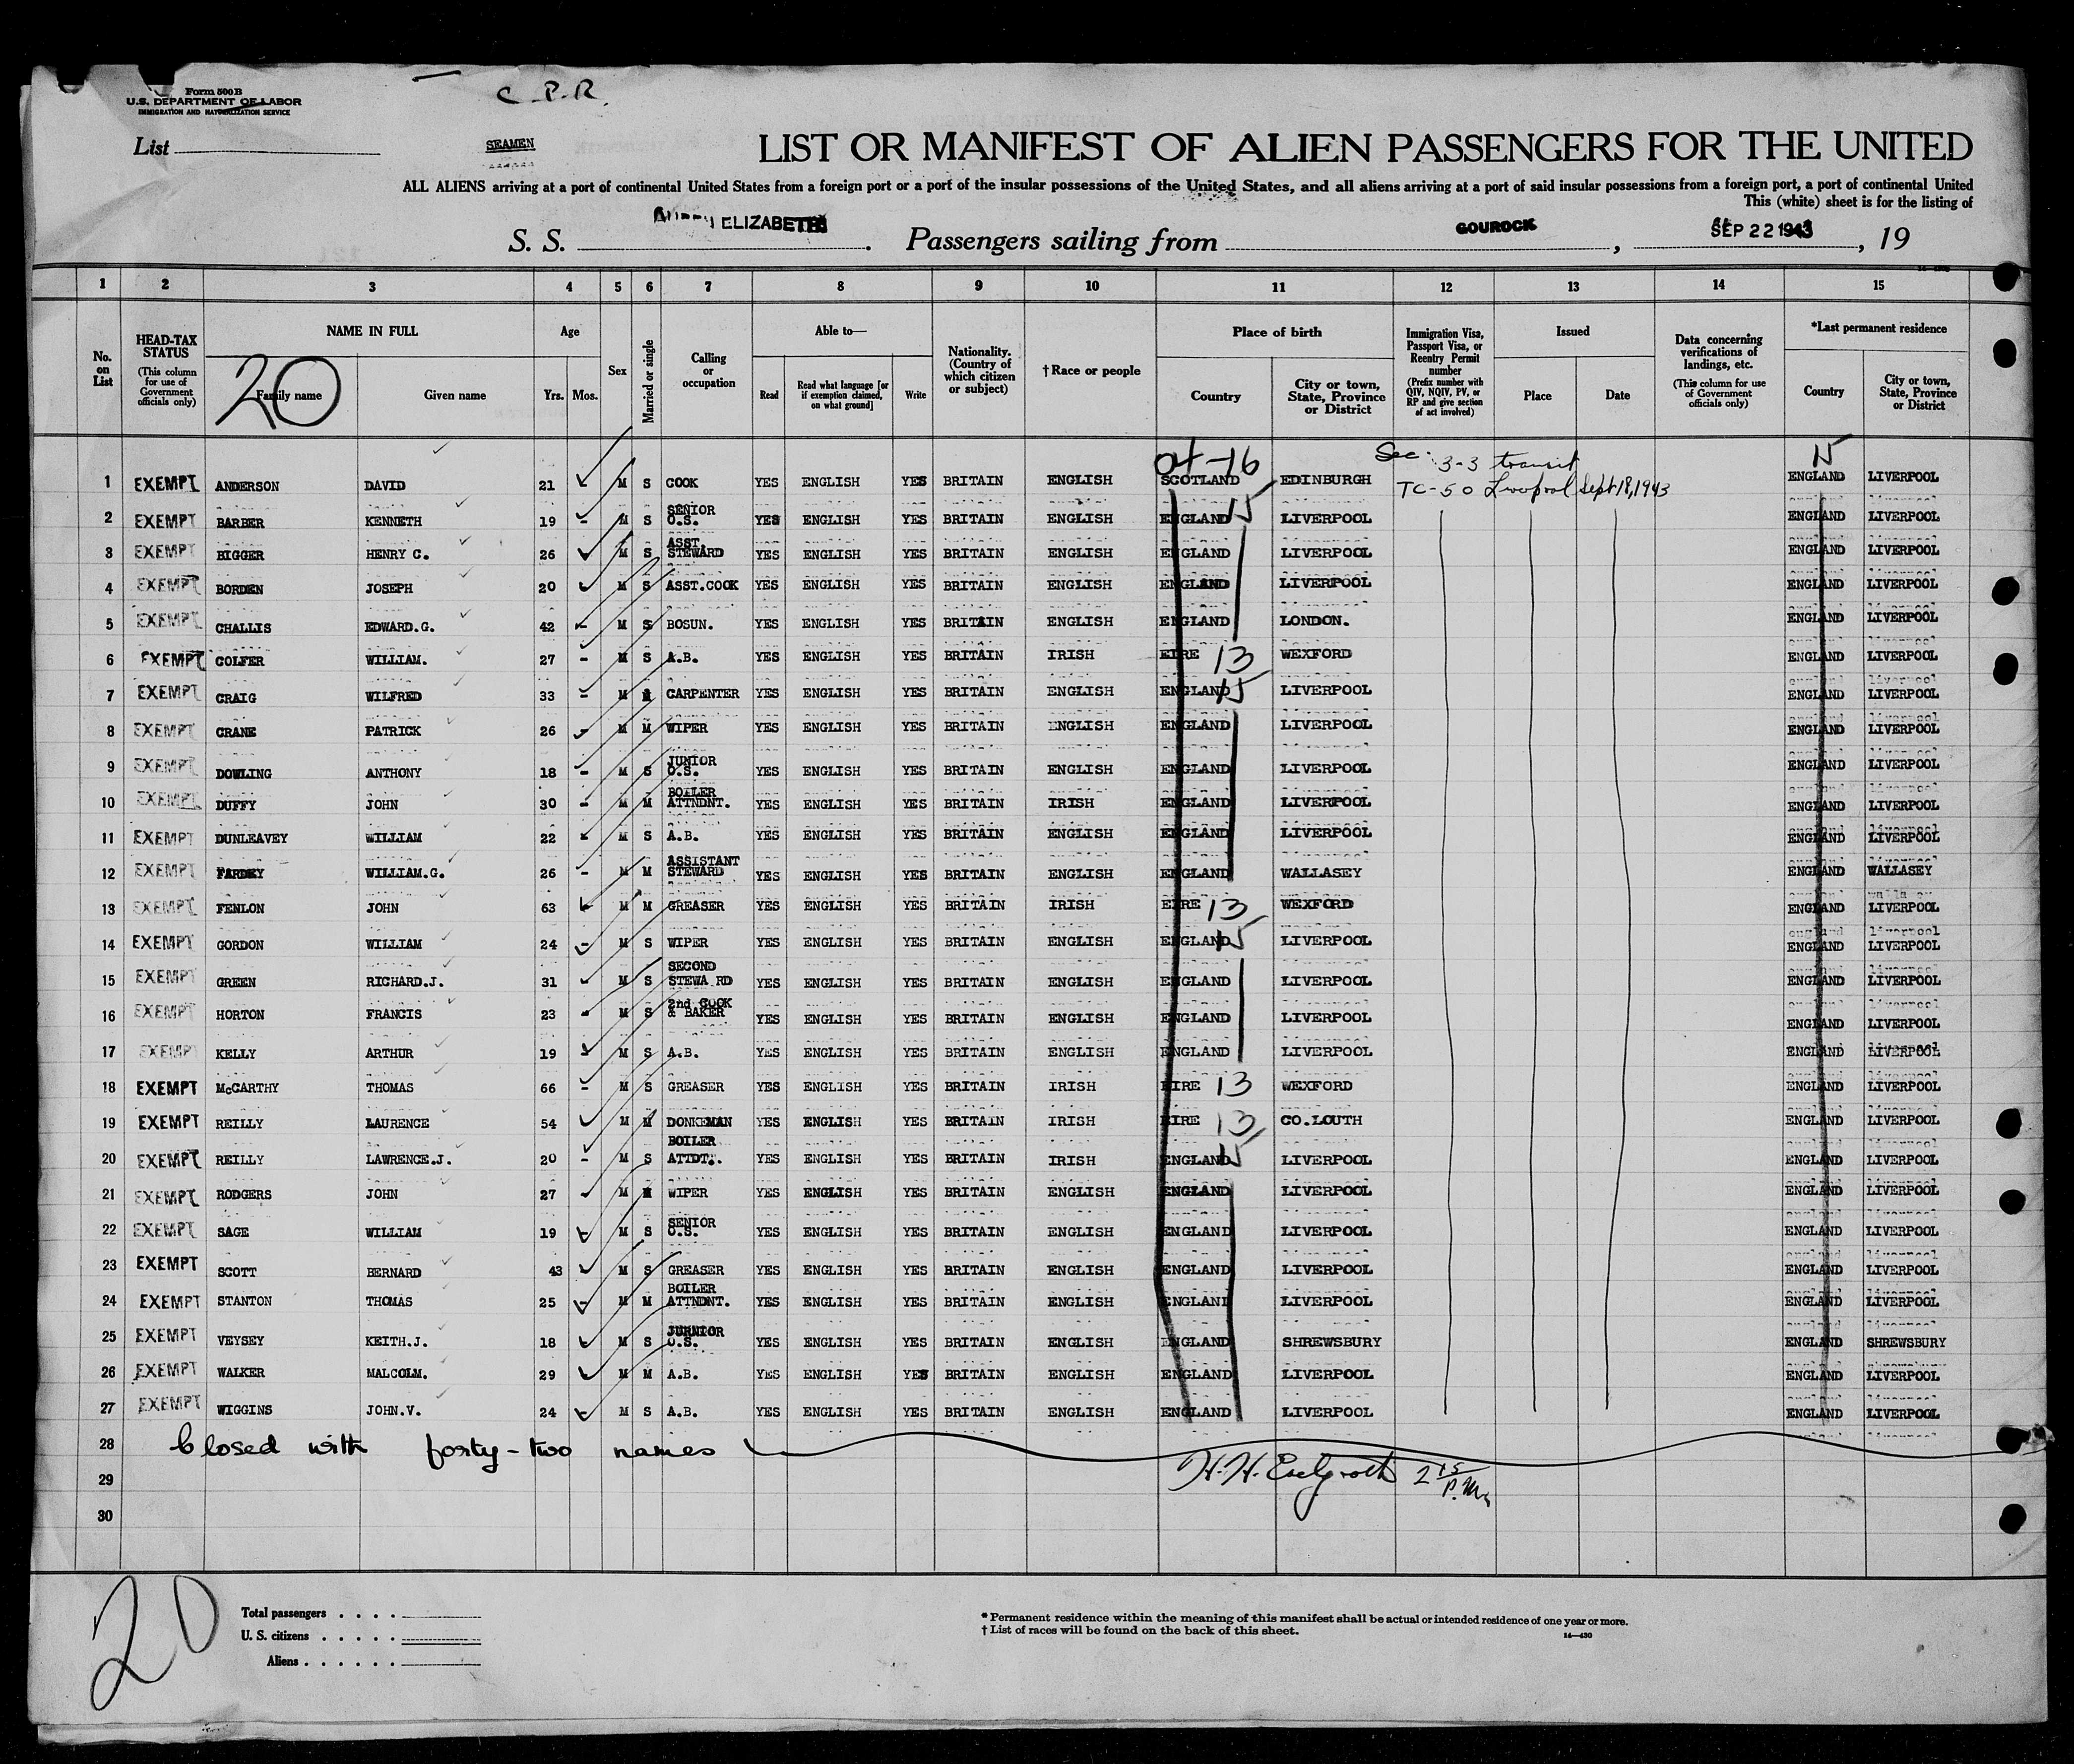 Form 500B
U.S. DEPARTMENT OF LABOR
IMMIGRATION AND NATURALIZATION SERVICE
C.P.R.
List
SEAMEN
LIST OR MANIFEST OF ALIEN PASSENGERS FOR THE UNITED
ALL ALIENS arriving at a port of continental United States from a foreign port or a port of the insular possessions of the United States, and all aliens arriving at a port of said insular possessions from a foreign port, a port of continental United
This (white) sheet is for the listing of
S. S. ELIZABETH. Passengers sailing from GOUROCK, SEP 22 1943, 19
1 2 3 4 5 6 7 8 9 10 11 12 13 14 15
No. on List
HEAD-TAX STATUS
(This column for use of Government officials only)
NAME IN FULL
20
Family name
Given name
Age
Yrs. Mos.
Sex
Married or single
Calling or occupation
Able to—
Read
Read what language [or if exemption claimed, on what ground]
Write
Nationality. (Country of which citizen or subject)
† Race or people
Place of birth
Country
City or town, State, Province or District
Immigration Visa, Passport Visa, or Reentry Permit number
(Prefix number with QIV, NQIV, PV, or RP and give section of act involved)
Issued
Place
Date
Data concerning verifications of landings, etc.
(This column for use of Government officials only)
*Last permanent residence
Country
City or town, State, Province or District
Sec. 3-3 transit 15
1 EXEMPT ANDERSON DAVID 21 M S COOK YES ENGLISH YES BRITAIN ENGLISH SCOTLAND EDINBURGH TC-50 Liverpool Sept 18, 1943 ENGLAND LIVERPOOL
2 EXEMPT BARBER KENNETH 19 - M S SENIOR O.S. YES ENGLISH YES BRITAIN ENGLISH ENGLAND 15 LIVERPOOL ENGLAND LIVERPOOL
3 EXEMPT BIGGER HENRY C. 26 M S ASST. STEWARD YES ENGLISH YES BRITAIN ENGLISH ENGLAND LIVERPOOL ENGLAND LIVERPOOL
4 EXEMPT BORDEN JOSEPH 20 M S ASST.COOK YES ENGLISH YES BRITAIN ENGLISH ENGLAND LIVERPOOL ENGLAND LIVERPOOL
5 EXEMPT CHALLIS EDWARD.G. 42 M S BOSUN. YES ENGLISH YES BRITAIN ENGLISH ENGLAND LONDON. ENGLAND LIVERPOOL
6 EXEMPT COLFER WILLIAM. 27 - M S A.B. YES ENGLISH YES BRITAIN IRISH EIRE 13 WEXFORD ENGLAND LIVERPOOL
7 EXEMPT CRAIG WILFRED 33 - M CARPENTER YES ENGLISH YES BRITAIN ENGLISH ENGLAND 15 LIVERPOOL ENGLAND LIVERPOOL
8 EXEMPT CRANE PATRICK 26 - M M WIPER YES ENGLISH YES BRITAIN ENGLISH ENGLAND LIVERPOOL ENGLAND LIVERPOOL
9 EXEMPT DOWLING ANTHONY 18 - M S JUNIOR O.S. YES ENGLISH YES BRITAIN ENGLISH ENGLAND LIVERPOOL ENGLAND LIVERPOOL
10 EXEMPT DUFFY JOHN 30 - M M BOILER ATTNDNT. YES ENGLISH YES BRITAIN IRISH ENGLAND LIVERPOOL ENGLAND LIVERPOOL
11 EXEMPT DUNLEAVEY WILLIAM 22 M S A.B. YES ENGLISH YES BRITAIN ENGLISH ENGLAND LIVERPOOL ENGLAND LIVERPOOL
12 EXEMPT WILLIAM.G. 26 - M M ASSISTANT STEWARD YES ENGLISH YES BRITAIN ENGLISH ENGLAND WALLASEY ENGLAND WALLASEY
13 EXEMPT FENLON JOHN 63 M M GREASER YES ENGLISH YES BRITAIN IRISH EIRE 13 WEXFORD ENGLAND LIVERPOOL
14 EXEMPT GORDON WILLIAM 24 - M S WIPER YES ENGLISH YES BRITAIN ENGLISH ENGLAND 15 LIVERPOOL ENGLAND LIVERPOOL
15 EXEMPT GREEN RICHARD.J. 31 - M S SECOND STEWARD YES ENGLISH YES BRITAIN ENGLISH ENGLAND LIVERPOOL ENGLAND LIVERPOOL
16 EXEMPT HORTON FRANCIS 23 - M S 2nd COOK & BAKER YES ENGLISH YES BRITAIN ENGLISH ENGLAND LIVERPOOL ENGLAND LIVERPOOL
17 EXEMPT KELLY ARTHUR 19 M S A.B. YES ENGLISH YES BRITAIN ENGLISH ENGLAND LIVERPOOL ENGLAND LIVERPOOL
18 EXEMPT McCARTHY THOMAS 66 - M S GREASER YES ENGLISH YES BRITAIN IRISH EIRE 13 WEXFORD ENGLAND LIVERPOOL
19 EXEMPT REILLY LAURENCE 54 M M DONKEMAN YES ENGLISH YES BRITAIN IRISH EIRE 13 CO.LOUTH ENGLAND LIVERPOOL
20 EXEMPT REILLY LAWRENCE.J. 20 - M S BOILER ATTDT.. YES ENGLISH YES BRITAIN IRISH ENGLAND 15 LIVERPOOL ENGLAND LIVERPOOL
21 EXEMPT RODGERS JOHN 27 - M WIPER YES ENGLISH YES BRITAIN ENGLISH ENGLAND LIVERPOOL ENGLAND LIVERPOOL
22 EXEMPT SAGE WILLIAM 19 M S SENIOR O.S. YES ENGLISH YES BRITAIN ENGLISH ENGLAND LIVERPOOL ENGLAND LIVERPOOL
23 EXEMPT SCOTT BERNARD 43 M S GREASER YES ENGLISH YES BRITAIN ENGLISH ENGLAND LIVERPOOL ENGLAND LIVERPOOL
24 EXEMPT STANTON THOMAS 25 - M M BOILER ATTNDNT. YES ENGLISH YES BRITAIN ENGLISH ENGLAND LIVERPOOL ENGLAND LIVERPOOL
25 EXEMPT VEYSEY KEITH.J. 18 M S O.S. YES ENGLISH YES BRITAIN ENGLISH ENGLAND SHREWSBURY ENGLAND SHREWSBURY
26 EXEMPT WALKER MALCOLM. 29 M M A.B. YES ENGLISH YES BRITAIN ENGLISH ENGLAND LIVERPOOL ENGLAND LIVERPOOL
27 EXEMPT WIGGINS JOHN.V. 24 M S A.B. YES ENGLISH YES BRITAIN ENGLISH ENGLAND LIVERPOOL ENGLAND LIVERPOOL
28 Closed with forty-two names
29 H.H. 2 15 P.M.
30
20
Total passengers . . . .
U. S. citizens . . . . .
Aliens . . . . . .
* Permanent residence within the meaning of this manifest shall be actual or intended residence of one year or more.
† List of races will be found on the back of this sheet.
14—430